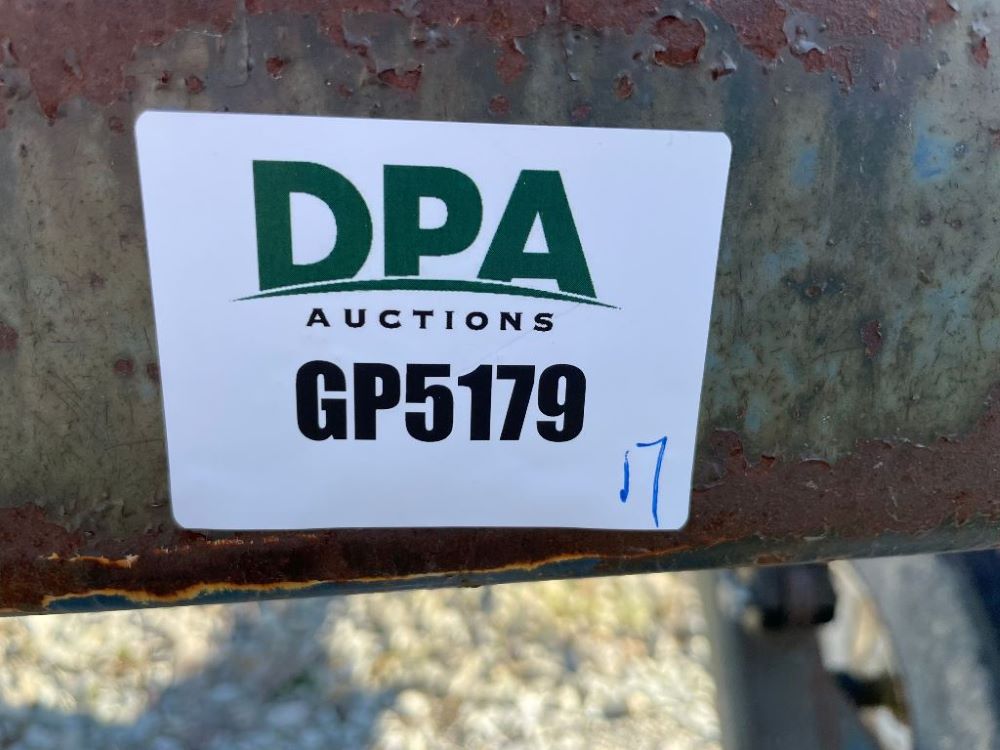 DPA
AUCTIONS
GP5179
17